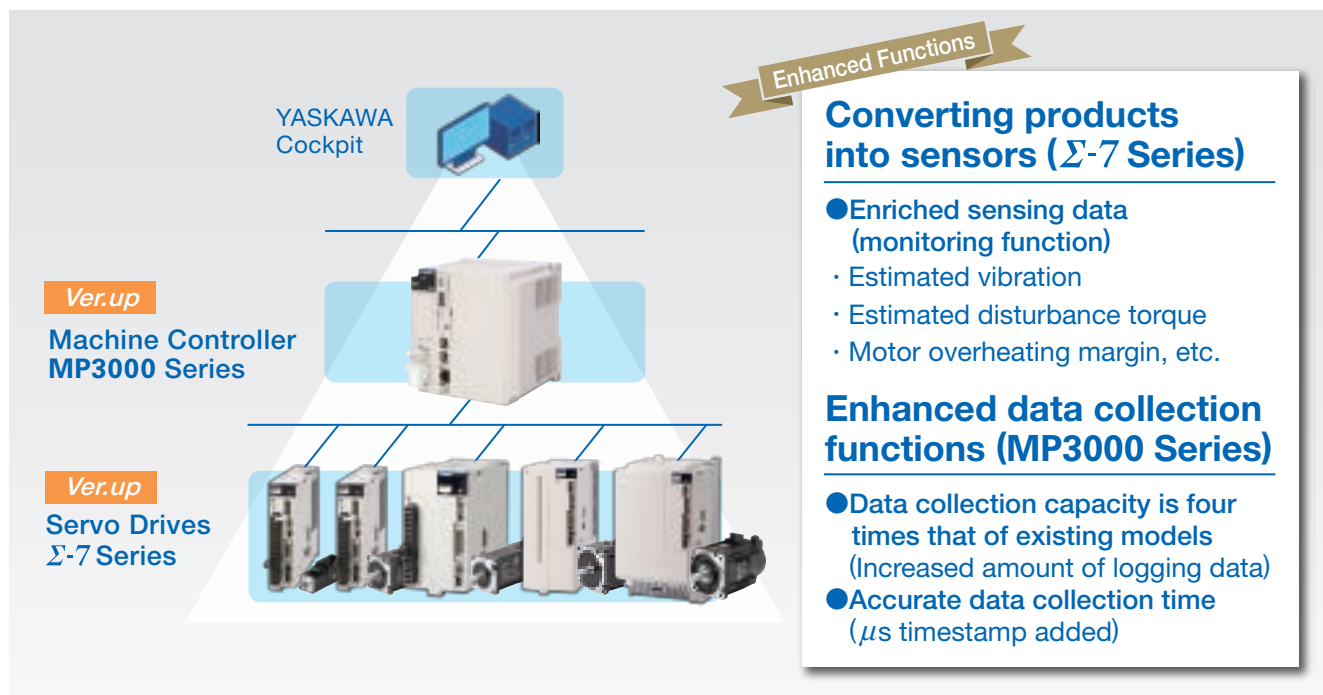 YASKAWA
Cockpit
Ver.up
Machine Controller
MP3000 Series
Ver.up
Servo Drives
Σ-7 Series
Enhanced Functions
Converting products
into sensors (Σ-7 Series)
●Enriched sensing data
(monitoring function)
· Estimated vibration
· Estimated disturbance torque
· Motor overheating margin, etc.
Enhanced data collection
functions (MP3000 Series)
●Data collection capacity is four
times that of existing models
(Increased amount of logging data)
●Accurate data collection time
(μs timestamp added)